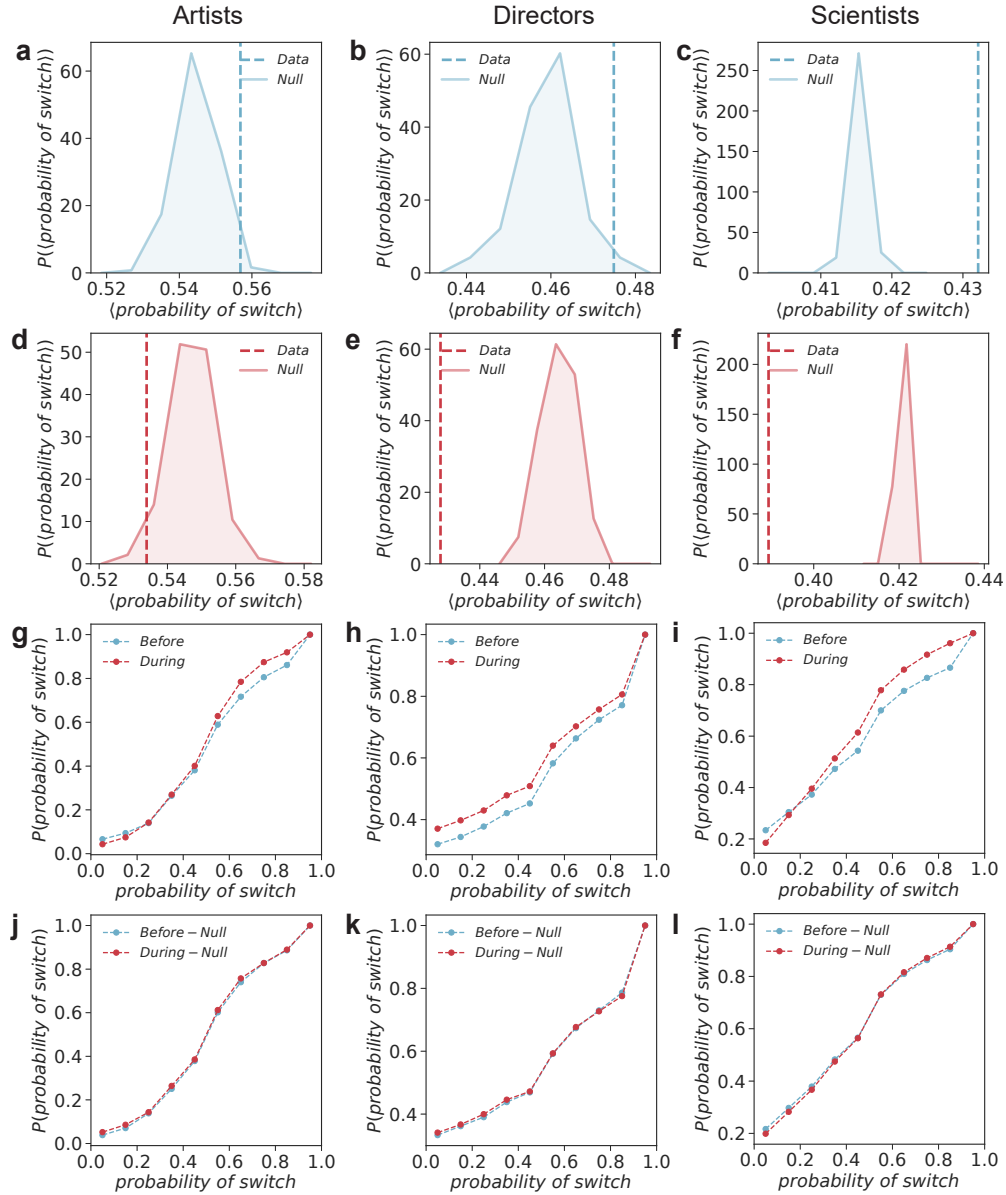 Artists Directors Scientists
a b c
P(⟨probability of switch⟩)
60
40
20
0
0.52 0.54 0.56
⟨probability of switch⟩
Data
Null
P(⟨probability of switch⟩)
60
40
20
0
0.44 0.46 0.48
⟨probability of switch⟩
Data
Null
P(⟨probability of switch⟩)
250
200
150
100
50
0
0.41 0.42 0.43
⟨probability of switch⟩
Data
Null
d e f
P(⟨probability of switch⟩)
50
40
30
20
10
0
0.52 0.54 0.56 0.58
⟨probability of switch⟩
Data
Null
P(⟨probability of switch⟩)
60
40
20
0
0.44 0.46 0.48
⟨probability of switch⟩
Data
Null
P(⟨probability of switch⟩)
200
150
100
50
0
0.40 0.42 0.44
⟨probability of switch⟩
Data
Null
g h i
P(probability of switch)
1.0
0.8
0.6
0.4
0.2
0.0
0.0 0.2 0.4 0.6 0.8 1.0
probability of switch
Before
During
P(probability of switch)
1.0
0.8
0.6
0.4
0.0 0.2 0.4 0.6 0.8 1.0
probability of switch
Before
During
P(probability of switch)
1.0
0.8
0.6
0.4
0.2
0.0 0.2 0.4 0.6 0.8 1.0
probability of switch
Before
During
j k l
P(probability of switch)
1.0
0.8
0.6
0.4
0.2
0.0
0.0 0.2 0.4 0.6 0.8 1.0
probability of switch
Before − Null
During − Null
P(probability of switch)
1.0
0.8
0.6
0.4
0.0 0.2 0.4 0.6 0.8 1.0
probability of switch
Before − Null
During − Null
P(probability of switch)
1.0
0.8
0.6
0.4
0.2
0.0 0.2 0.4 0.6 0.8 1.0
probability of switch
Before − Null
During − Null